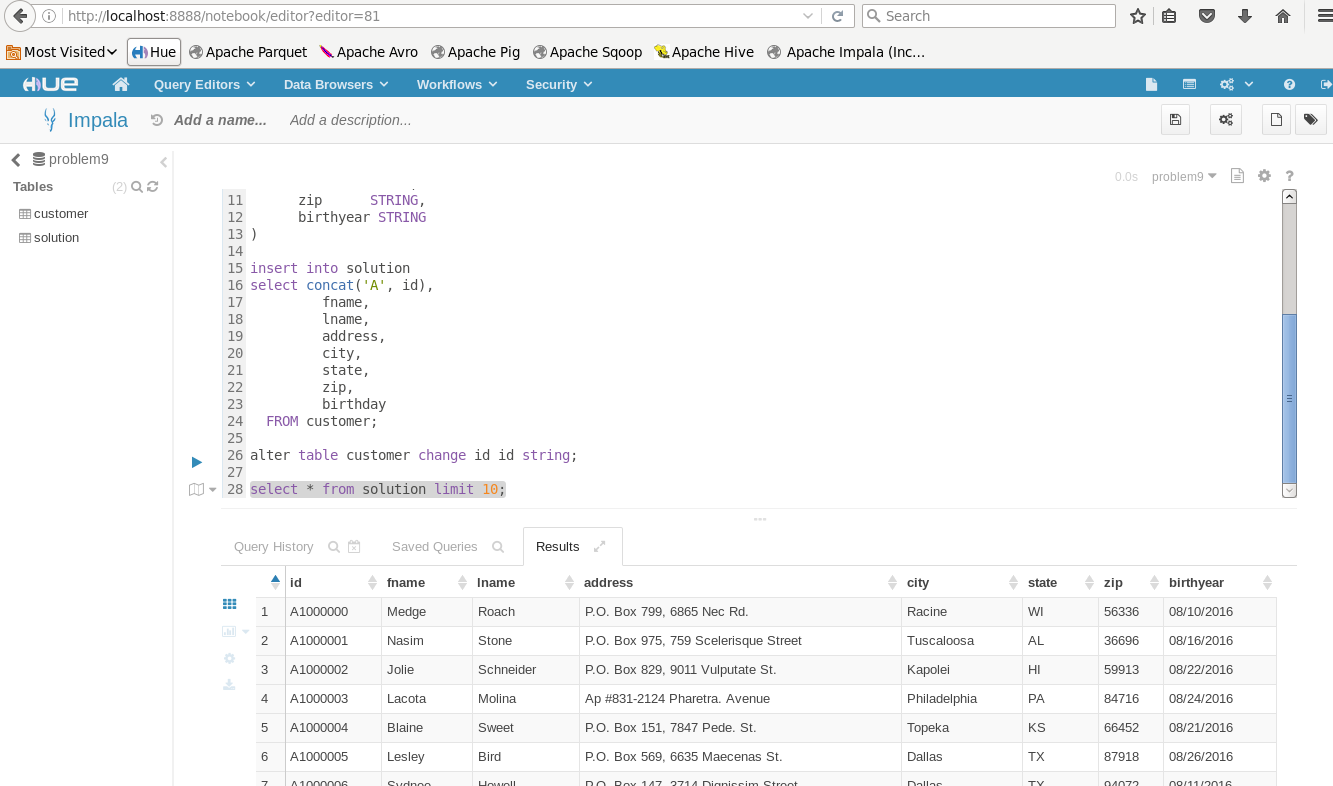 http://localhost:8888/notebook/editor?editor=81
Search
Most Visited Hue Apache Parquet Apache Avro Apache Pig Apache Sqoop Apache Hive Apache Impala (Inc...
HUE Query Editors Data Browsers Workflows Security
Impala Add a name... Add a description...
problem9
Tables (2)
customer
solution
0.0s problem9
11 zip STRING,
12 birthyear STRING
13 )
14
15 insert into solution
16 select concat('A', id),
17 fname,
18 lname,
19 address,
20 city,
21 state,
22 zip,
23 birthday
24 FROM customer;
25
26 alter table customer change id id string;
27
28 select * from solution limit 10;
Query History Saved Queries Results
id fname lname address city state zip birthyear
1 A1000000 Medge Roach P.O. Box 799, 6865 Nec Rd. Racine WI 56336 08/10/2016
2 A1000001 Nasim Stone P.O. Box 975, 759 Scelerisque Street Tuscaloosa AL 36696 08/16/2016
3 A1000002 Jolie Schneider P.O. Box 829, 9011 Vulputate St. Kapolei HI 59913 08/22/2016
4 A1000003 Lacota Molina Ap #831-2124 Pharetra. Avenue Philadelphia PA 84716 08/24/2016
5 A1000004 Blaine Sweet P.O. Box 151, 7847 Pede. St. Topeka KS 66452 08/21/2016
6 A1000005 Lesley Bird P.O. Box 569, 6635 Maecenas St. Dallas TX 87918 08/26/2016
7 A1000006 Sydnee Howell P.O. Box 147, 3714 Dignissim Street Dallas TX 94072 08/11/2016